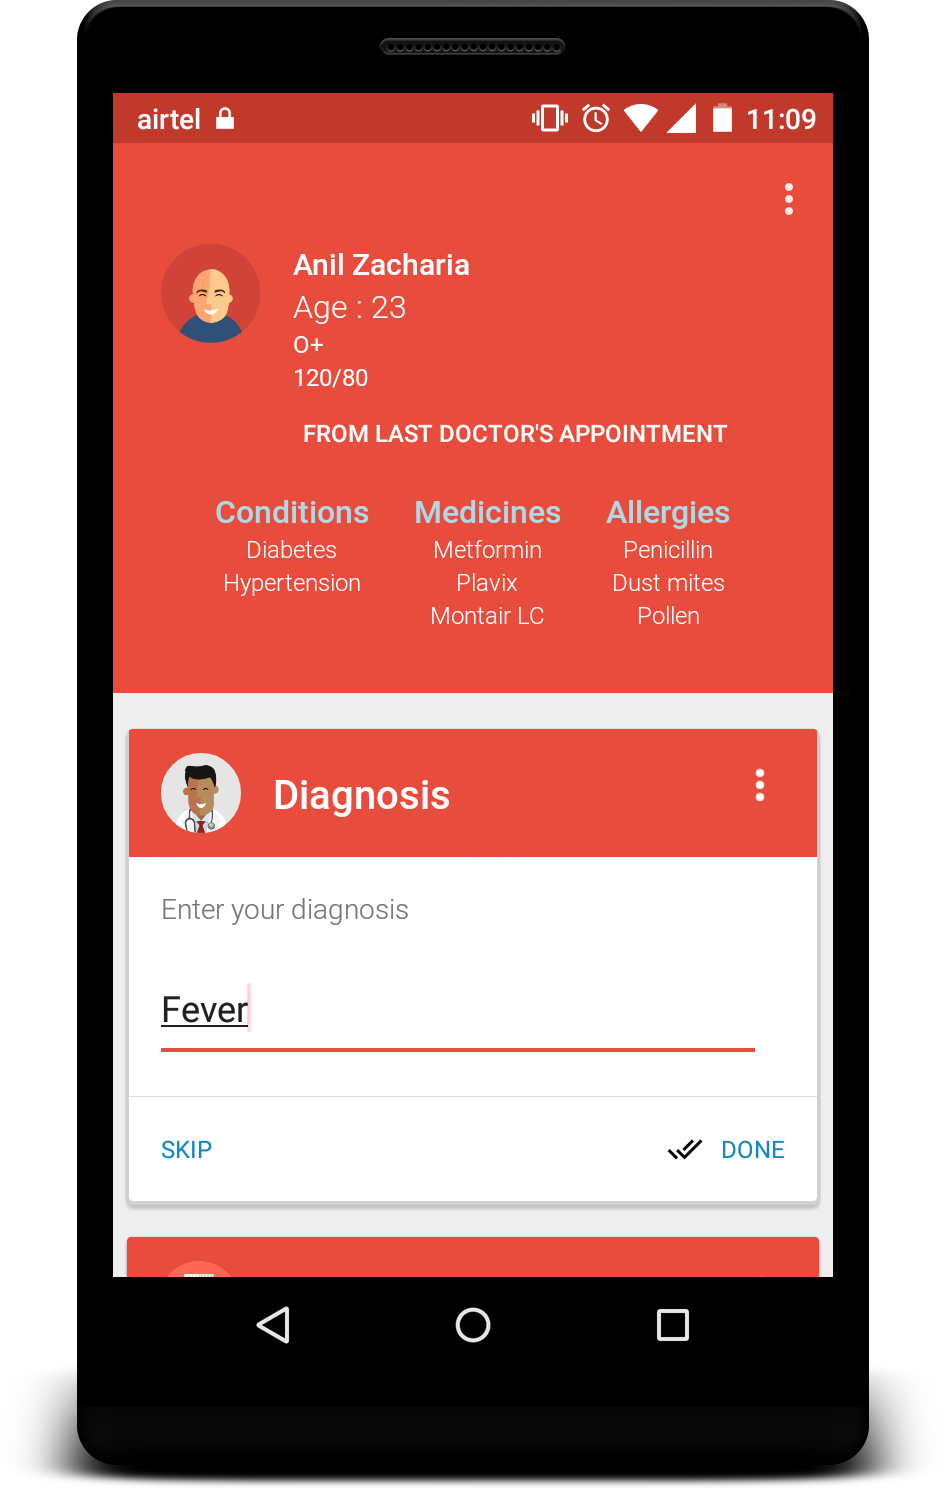 airtel 11:09
Anil Zacharia
Age : 23
O+
120/80
FROM LAST DOCTOR'S APPOINTMENT
Conditions Medicines Allergies
Diabetes Metformin Penicillin
Hypertension Plavix Dust mites
Montair LC Pollen
Diagnosis
Enter your diagnosis
Fever
SKIP DONE